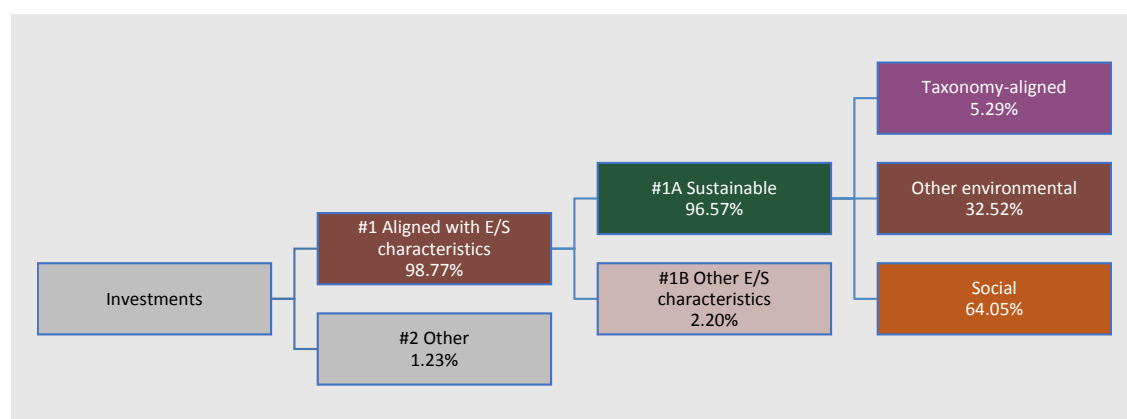 Investments
#1 Aligned with E/S
characteristics
98.77%
#2 Other
1.23%
#1A Sustainable
96.57%
#1B Other E/S
characteristics
2.20%
Taxonomy-aligned
5.29%
Other environmental
32.52%
Social
64.05%